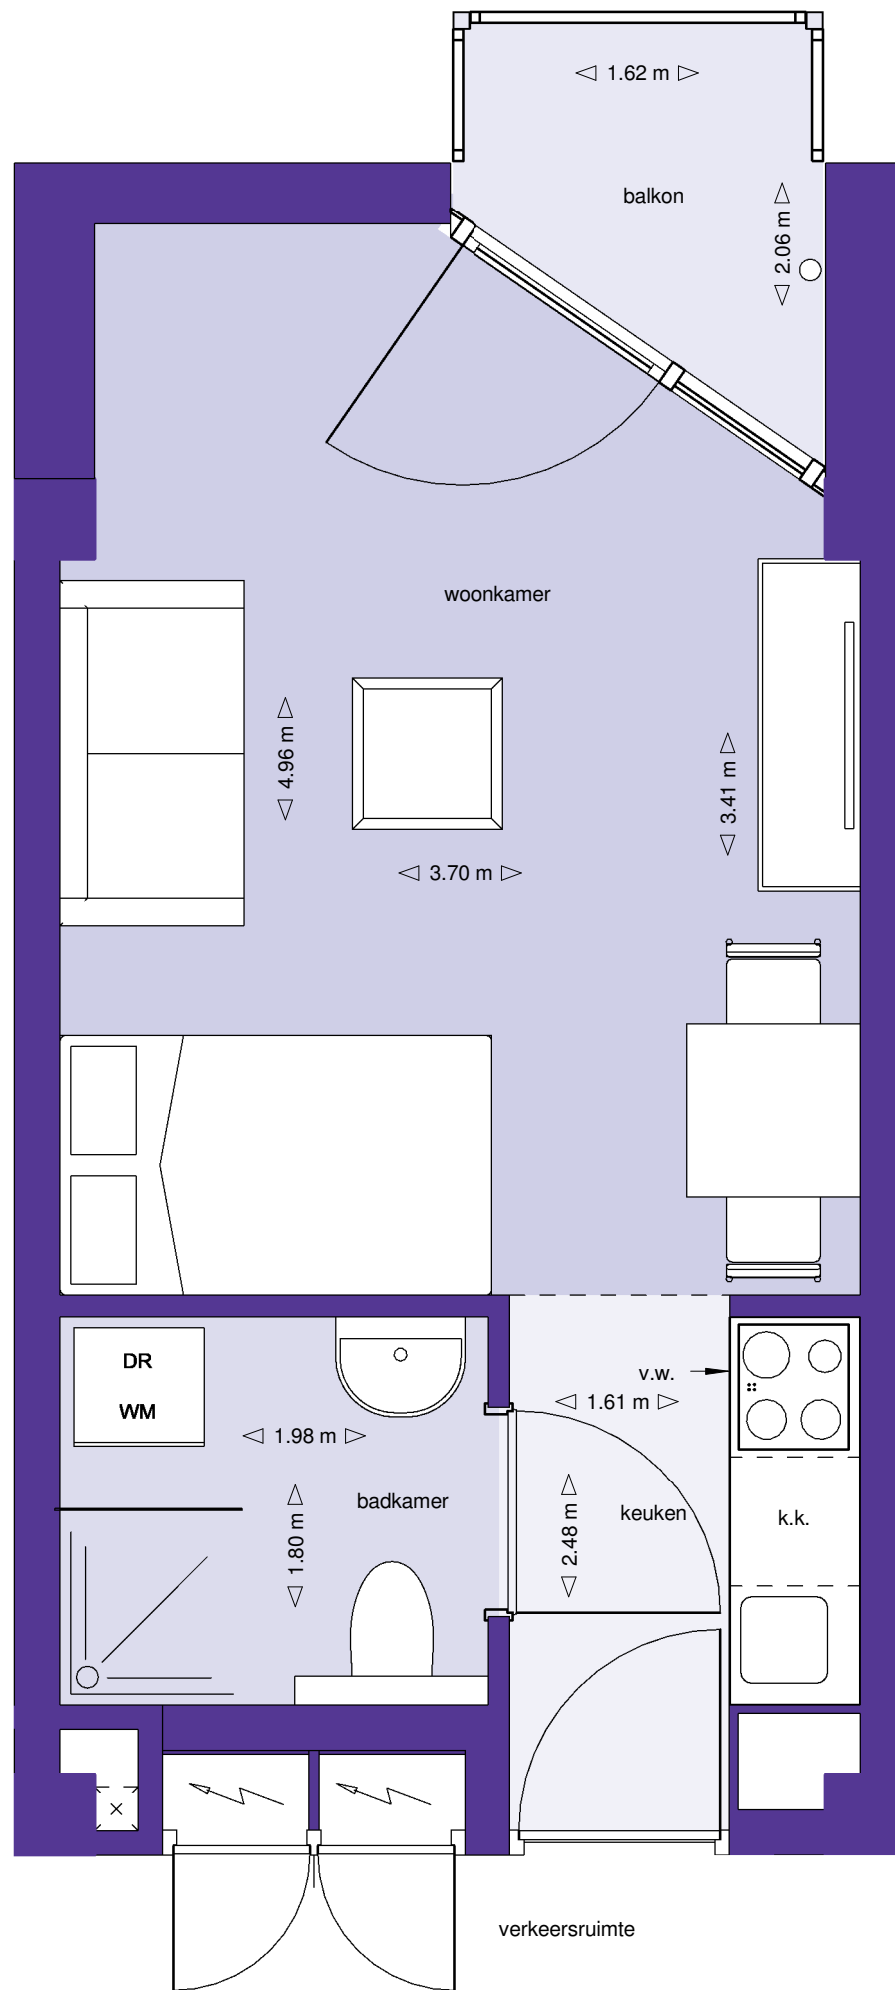 1.62 m
balkon
2.06 m
woonkamer
4.96 m
3.41 m
3.70 m
DR
WM
v.w.
1.61 m
1.98 m
badkamer
1.80 m
2.48 m
keuken
k.k.
verkeersruimte